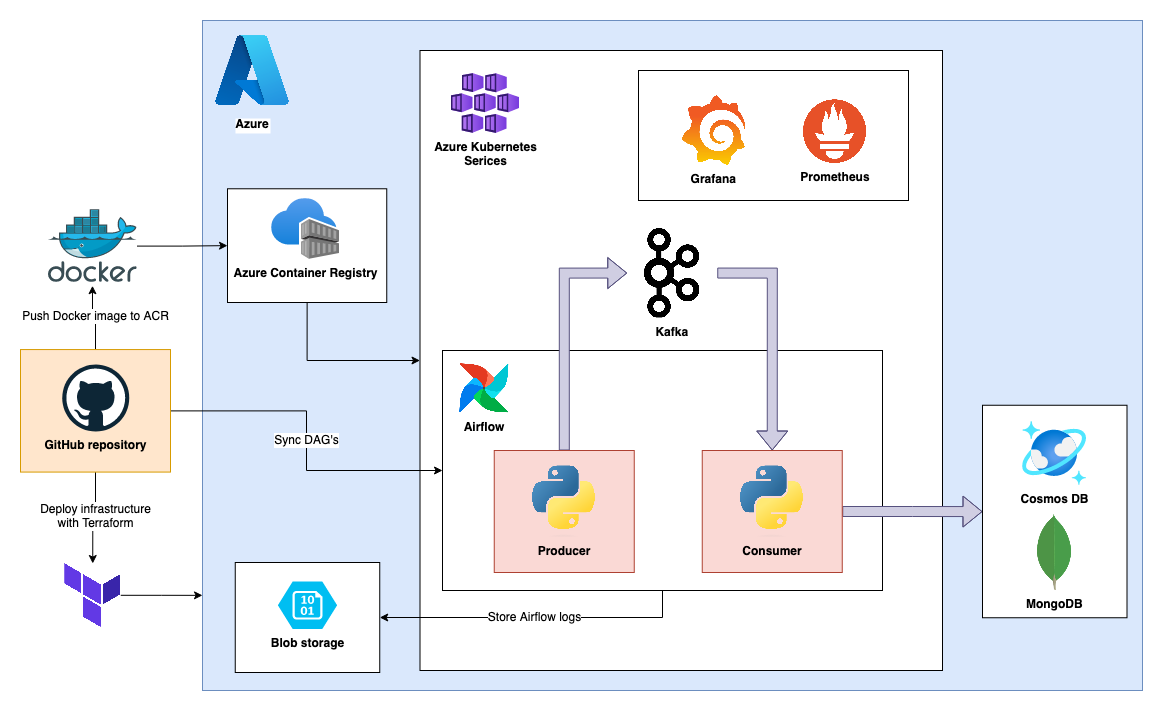 Azure
Azure Kubernetes
Serices
Grafana
Prometheus
docker
Azure Container Registry
Push Docker image to ACR
Kafka
GitHub repository
Sync DAG's
Airflow
Deploy infrastructure
with Terraform
Producer
Consumer
Cosmos DB
MongoDB
10
01
Blob storage
Store Airflow logs